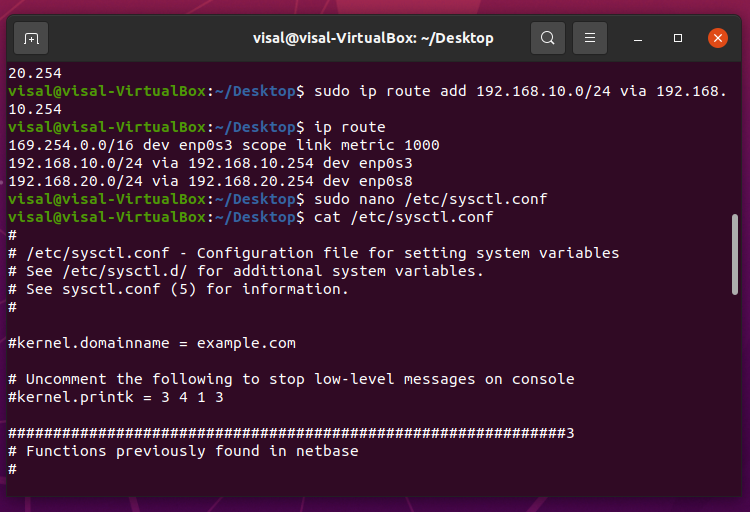 visal@visal-VirtualBox: ~/Desktop
20.254
visal@visal-VirtualBox:~/Desktop$ sudo ip route add 192.168.10.0/24 via 192.168.
10.254
visal@visal-VirtualBox:~/Desktop$ ip route
169.254.0.0/16 dev enp0s3 scope link metric 1000
192.168.10.0/24 via 192.168.10.254 dev enp0s3
192.168.20.0/24 via 192.168.20.254 dev enp0s8
visal@visal-VirtualBox:~/Desktop$ sudo nano /etc/sysctl.conf
visal@visal-VirtualBox:~/Desktop$ cat /etc/sysctl.conf
#
# /etc/sysctl.conf - Configuration file for setting system variables
# See /etc/sysctl.d/ for additional system variables.
# See sysctl.conf (5) for information.
#
#kernel.domainname = example.com
# Uncomment the following to stop low-level messages on console
#kernel.printk = 3 4 1 3
##############################################################3
# Functions previously found in netbase
#